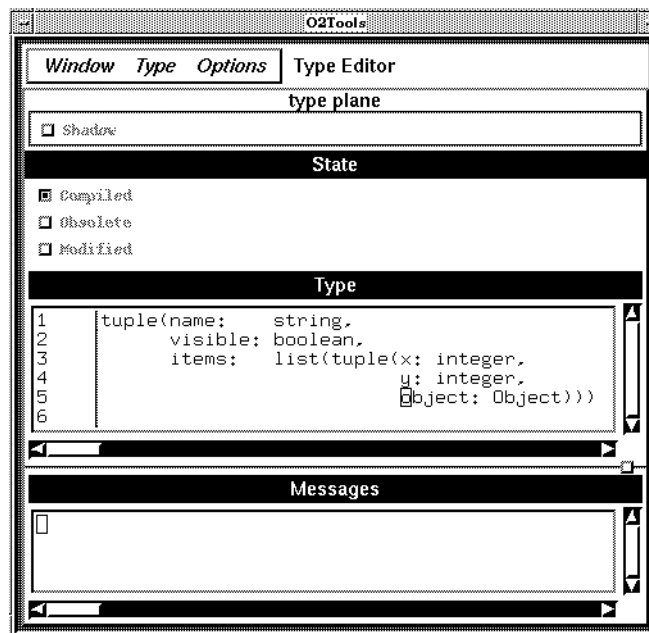 O2Tools
Window Type Options Type Editor
type plane
Shadow
State
Compiled
Obsolete
Modified
Type
1 tuple(name: string,
2 visible: boolean,
3 items: list(tuple(x: integer,
4 y: integer,
5 object: Object)))
6
Messages